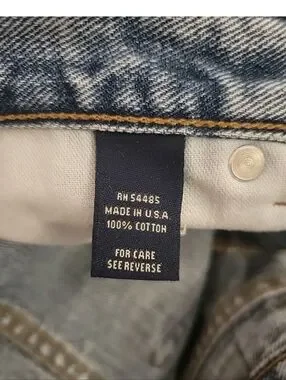 RN 54485
MADE IN U.S.A.
100% COTTON
FOR CARE
SEE REVERSE